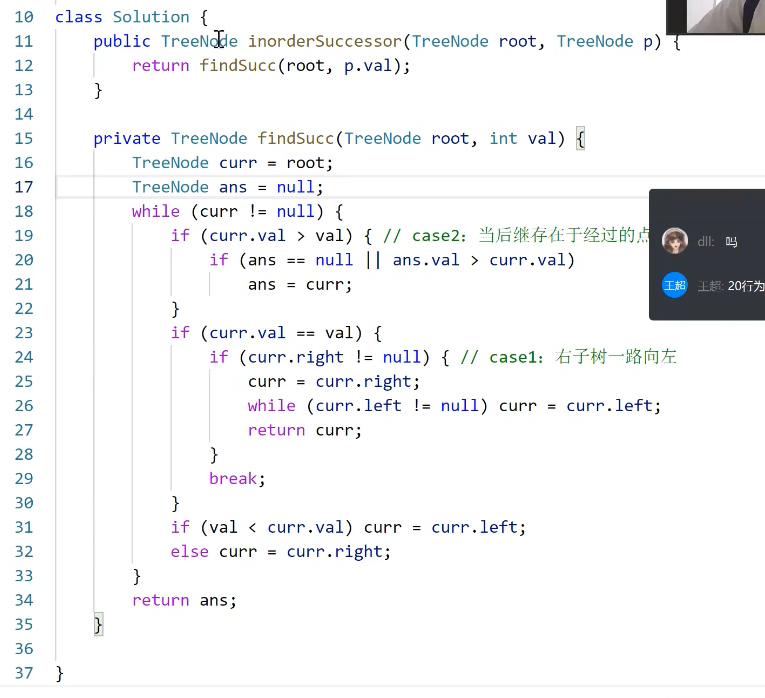 10 class Solution {
11     public TreeNode inorderSuccessor(TreeNode root, TreeNode p) {
12         return findSucc(root, p.val);
13     }
14
15     private TreeNode findSucc(TreeNode root, int val) {
16         TreeNode curr = root;
17         TreeNode ans = null;
18         while (curr != null) {
19             if (curr.val > val) { // case2: 当后继存在于经过的点
20                 if (ans == null || ans.val > curr.val)
21                     ans = curr;
22             }
23             if (curr.val == val) {
24                 if (curr.right != null) { // case1: 右子树一路向左
25                     curr = curr.right;
26                     while (curr.left != null) curr = curr.left;
27                     return curr;
28                 }
29                 break;
30             }
31             if (val < curr.val) curr = curr.left;
32             else curr = curr.right;
33         }
34         return ans;
35     }
36
37 }
dll: 吗
王超 王超: 20行为